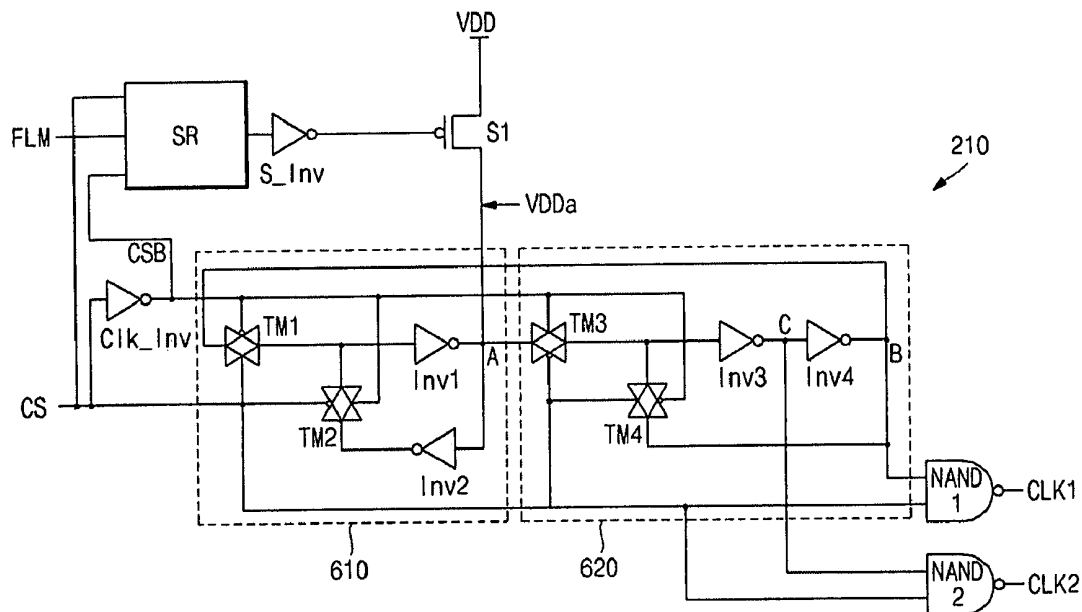 VDD
FLM
SR
S_Inv
S1
210
VDDa
CSB
Clk_Inv
TM1
Inv1
A
TM3
C
Inv3
Inv4
B
CS
TM2
Inv2
TM4
NAND
1
CLK1
610
620
NAND
2
CLK2